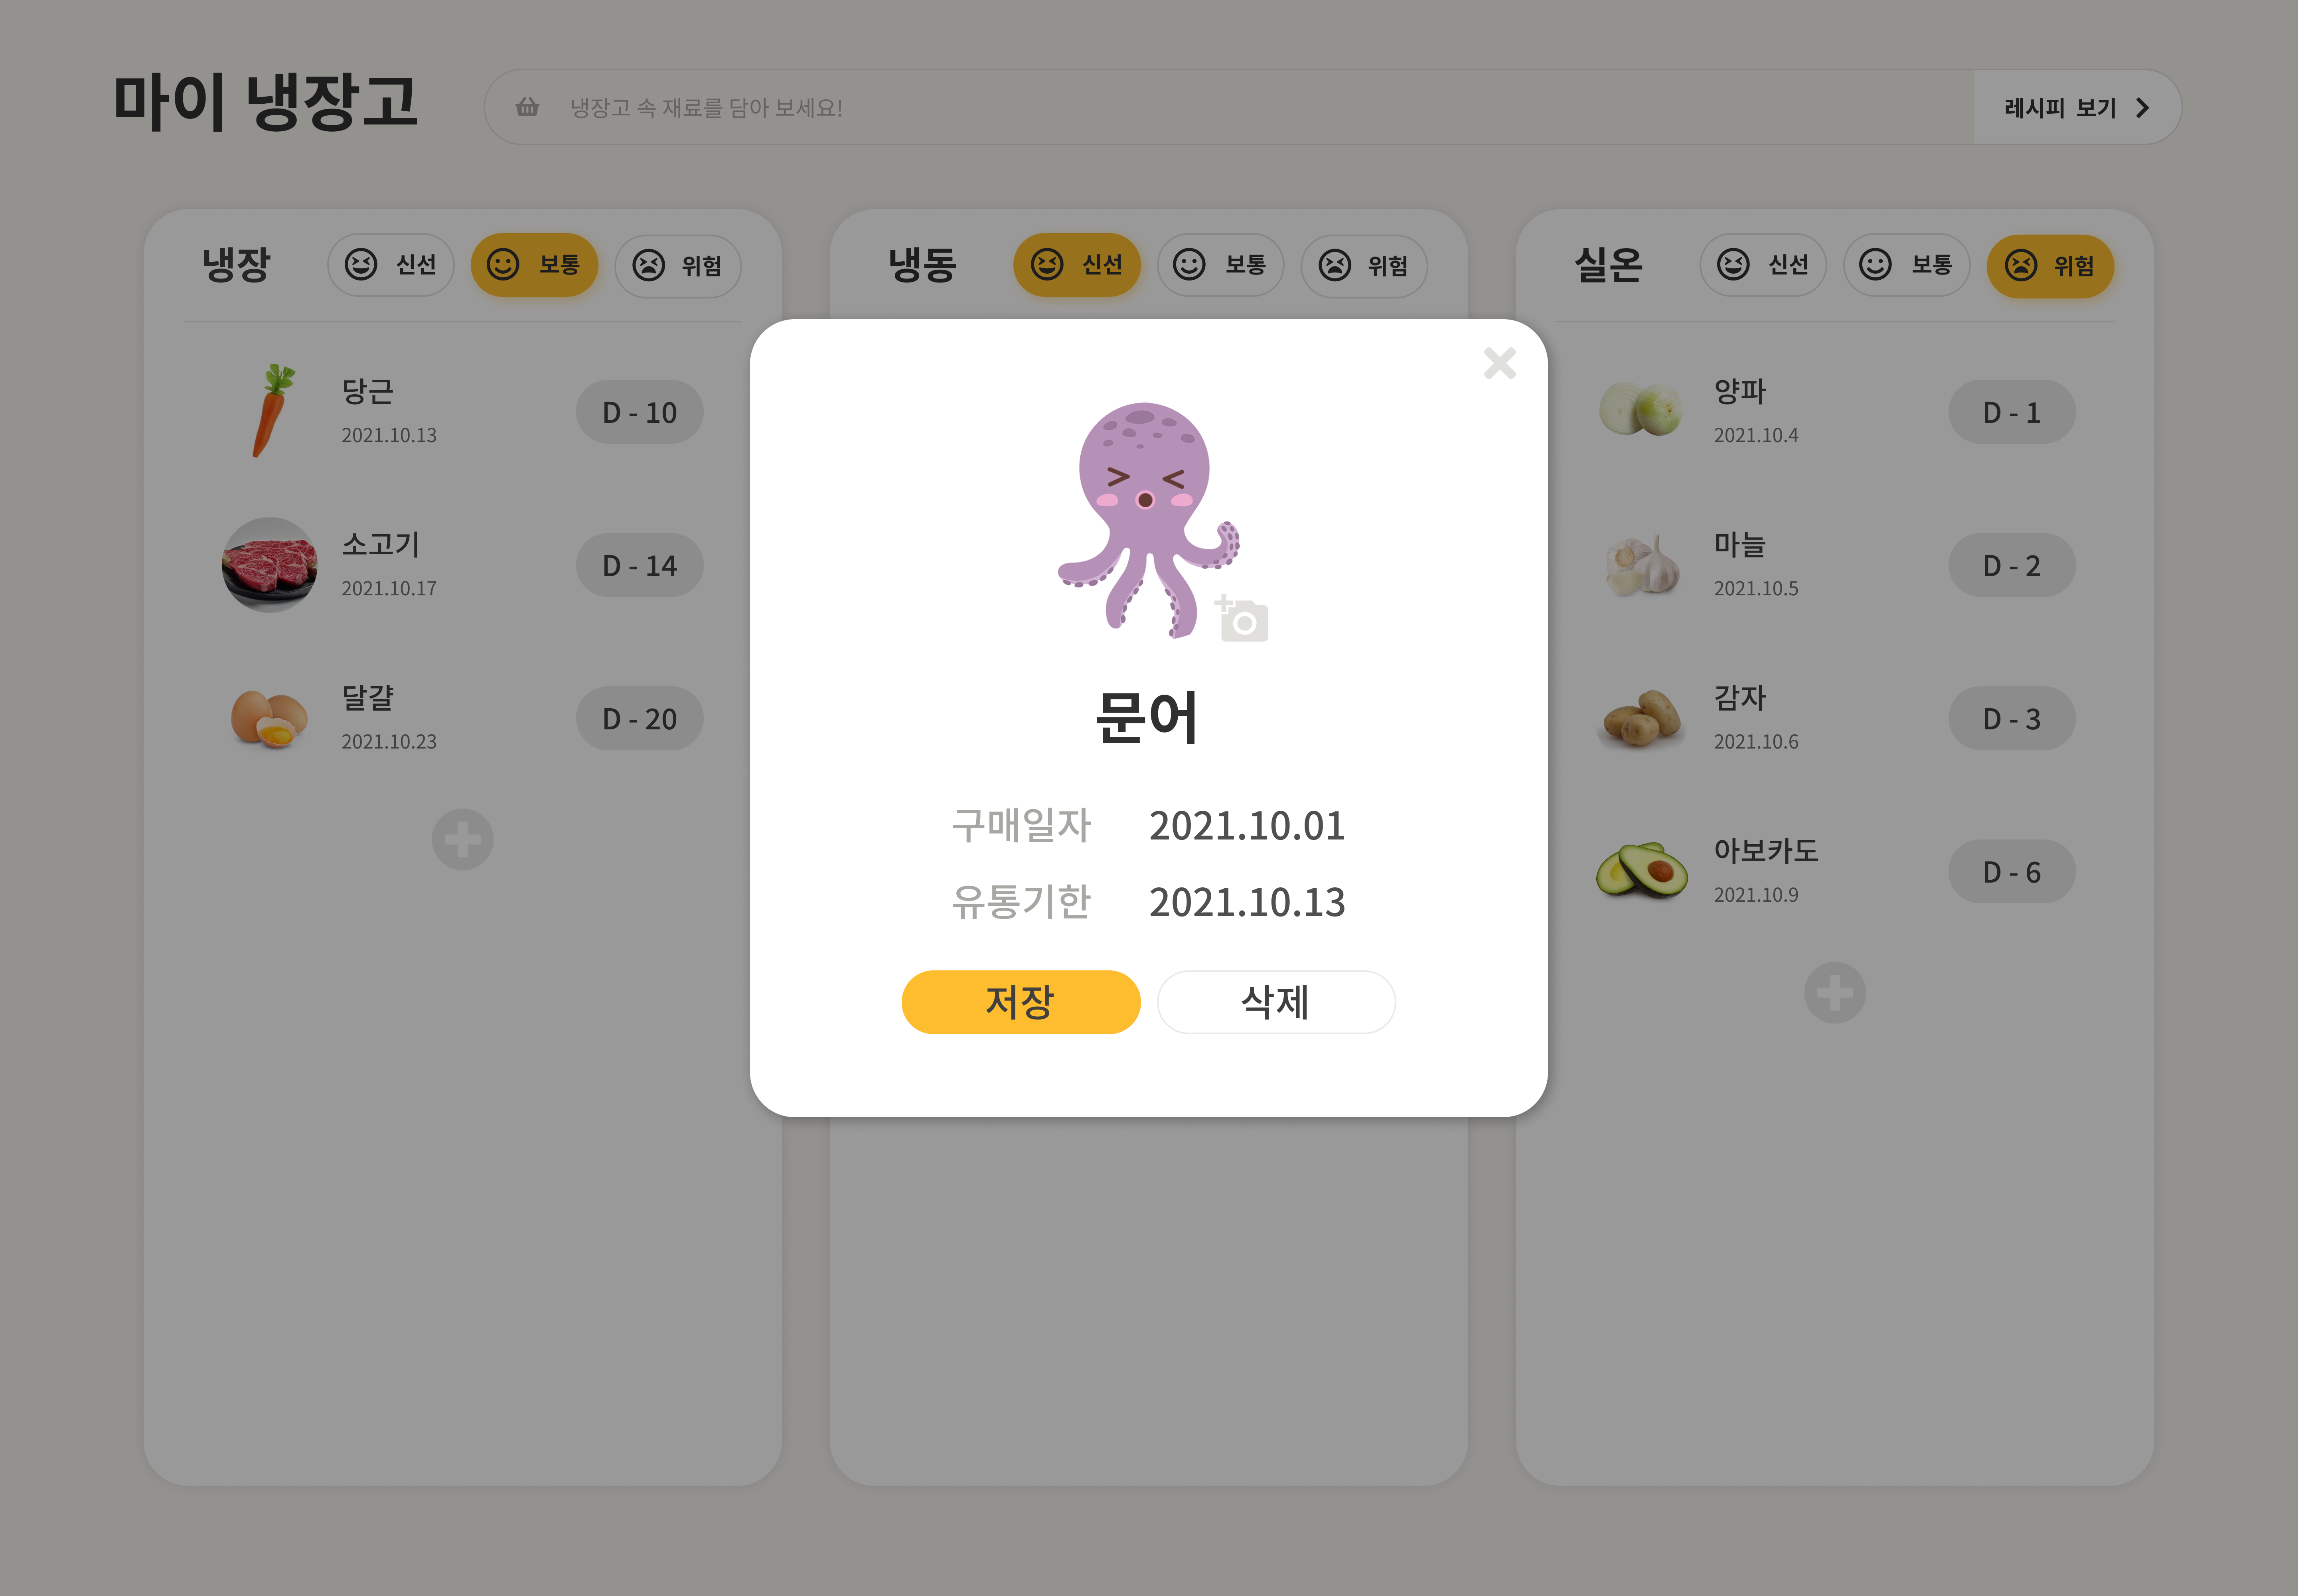 마이 냉장고
냉장고 속 재료를 담아 보세요!
레시피 보기
냉장
신선
보통
위험
당근
2021.10.13
D - 10
소고기
2021.10.17
D - 14
달걀
2021.10.23
D - 20
냉동
신선
보통
위험
문어
구매일자 2021.10.01
유통기한 2021.10.13
저장
삭제
실온
신선
보통
위험
양파
2021.10.4
D - 1
마늘
2021.10.5
D - 2
감자
2021.10.6
D - 3
아보카도
2021.10.9
D - 6